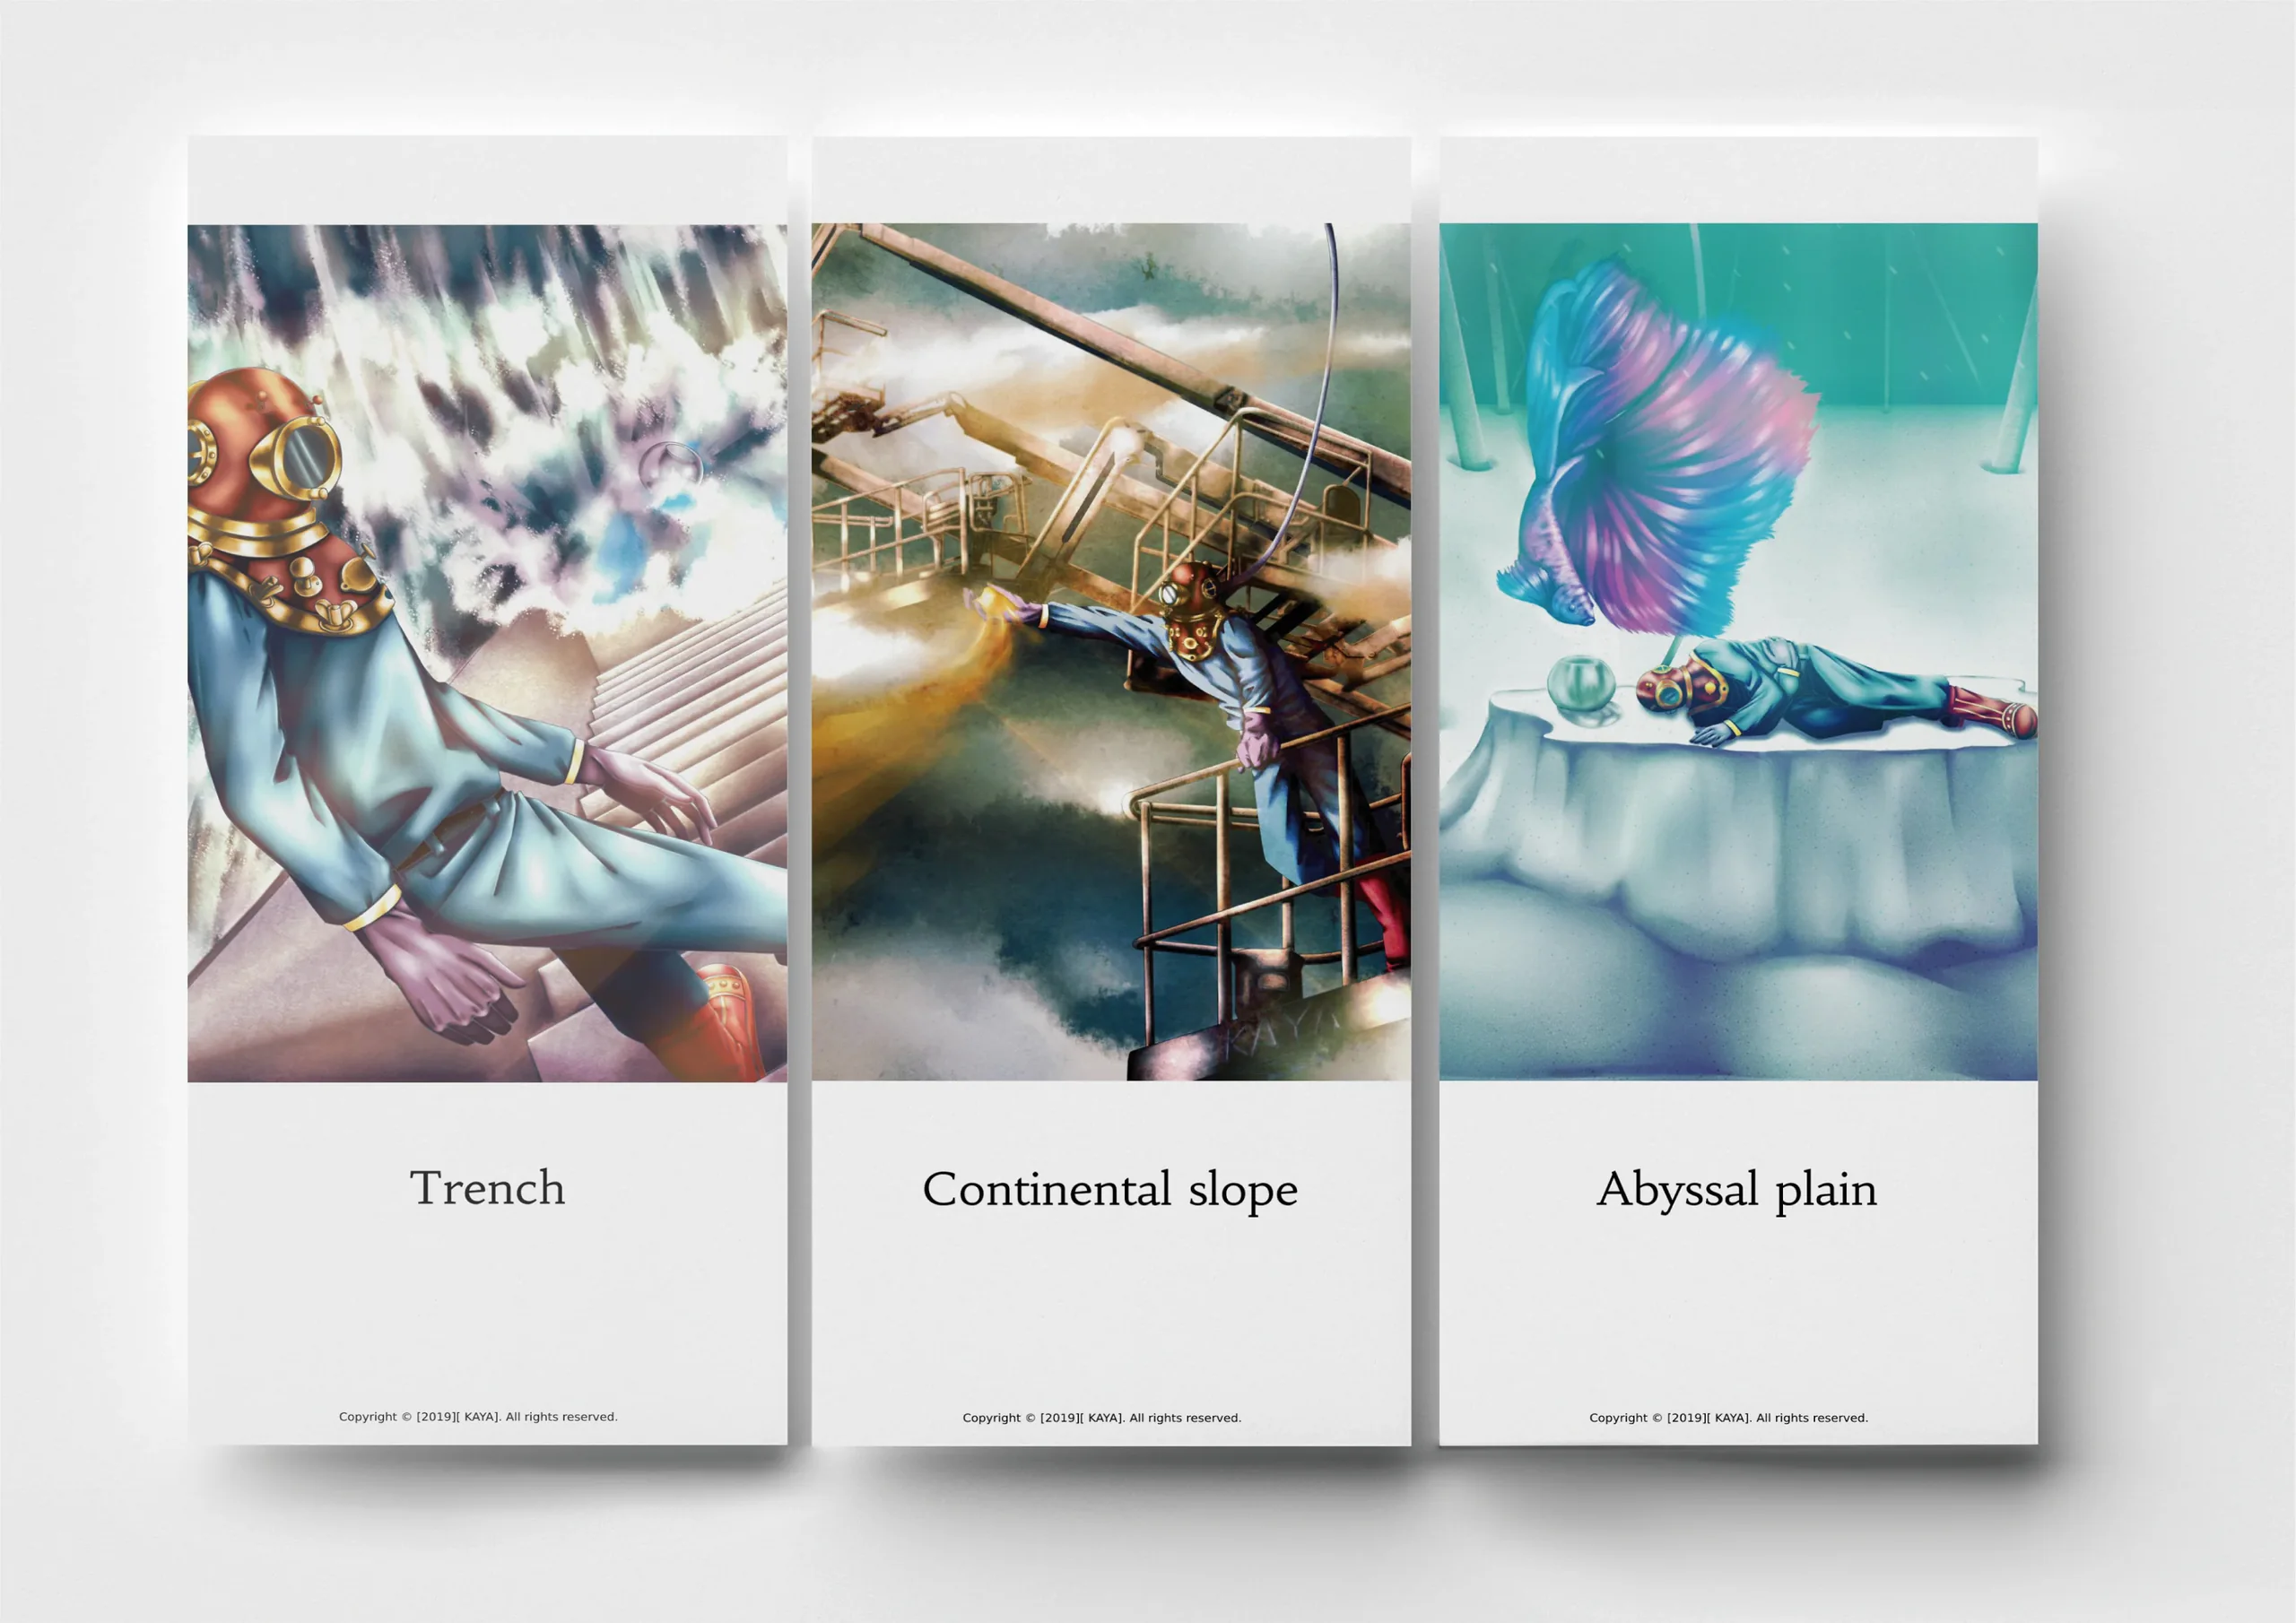 KAYA
Trench
Continental slope
Abyssal plain
Copyright © [2019][ KAYA]. All rights reserved.
Copyright © [2019][ KAYA]. All rights reserved.
Copyright © [2019][ KAYA]. All rights reserved.